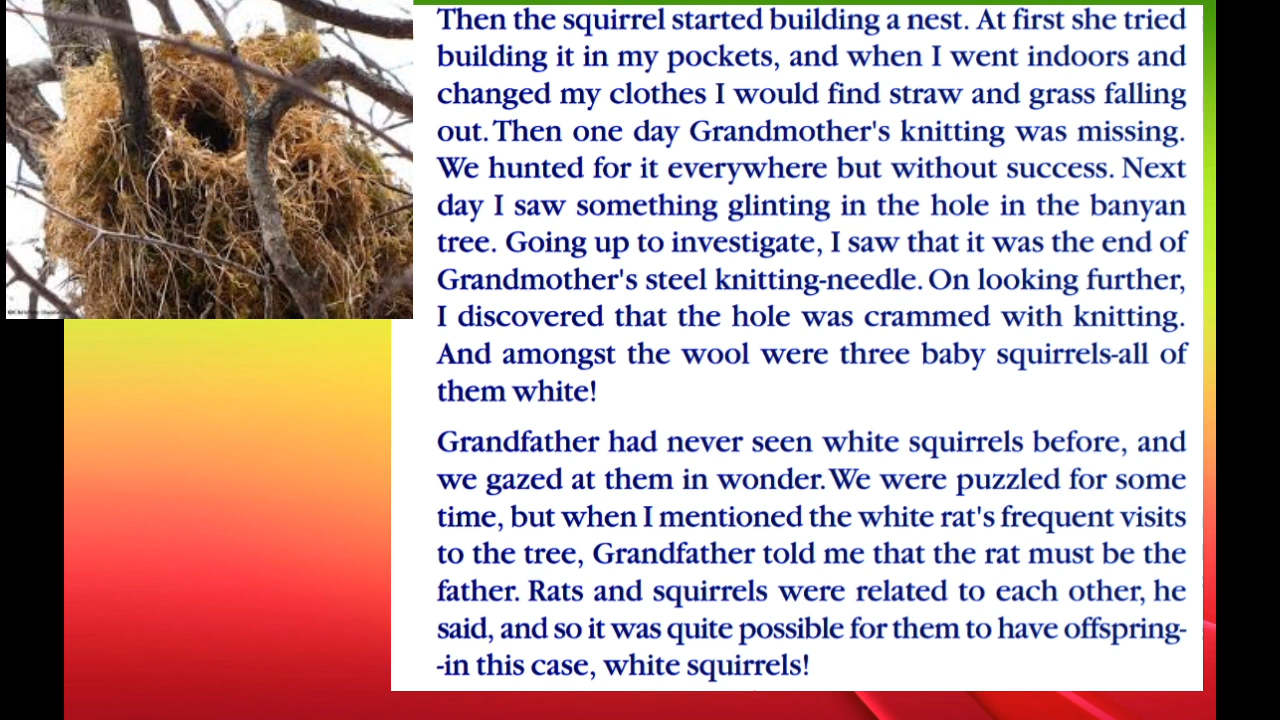 Then the squirrel started building a nest. At first she tried
building it in my pockets, and when I went indoors and
changed my clothes I would find straw and grass falling
out. Then one day Grandmother's knitting was missing.
We hunted for it everywhere but without success. Next
day I saw something glinting in the hole in the banyan
tree. Going up to investigate, I saw that it was the end of
Grandmother's steel knitting-needle. On looking further,
I discovered that the hole was crammed with knitting.
And amongst the wool were three baby squirrels-all of
them white!
Grandfather had never seen white squirrels before, and
we gazed at them in wonder. We were puzzled for some
time, but when I mentioned the white rat's frequent visits
to the tree, Grandfather told me that the rat must be the
father. Rats and squirrels were related to each other, he
said, and so it was quite possible for them to have offspring-
-in this case, white squirrels!